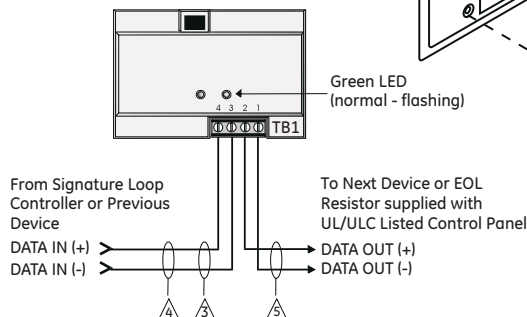 Green LED
(normal - flashing)
4 3 2 1
TB1
From Signature Loop
Controller or Previous
Device
DATA IN (+)
DATA IN (-)
To Next Device or EOL
Resistor supplied with
UL/ULC Listed Control Panel
DATA OUT (+)
DATA OUT (-)
4 3 5